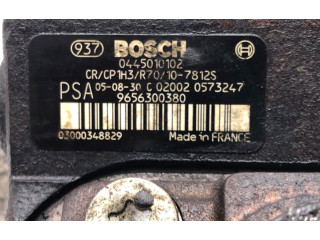 937 BOSCH
0445010102
CR/CP1H3/R70/10-7812S
PSA 05-08-30 C 02002 0573247
9656300380
03000348829 Made in FRANCE